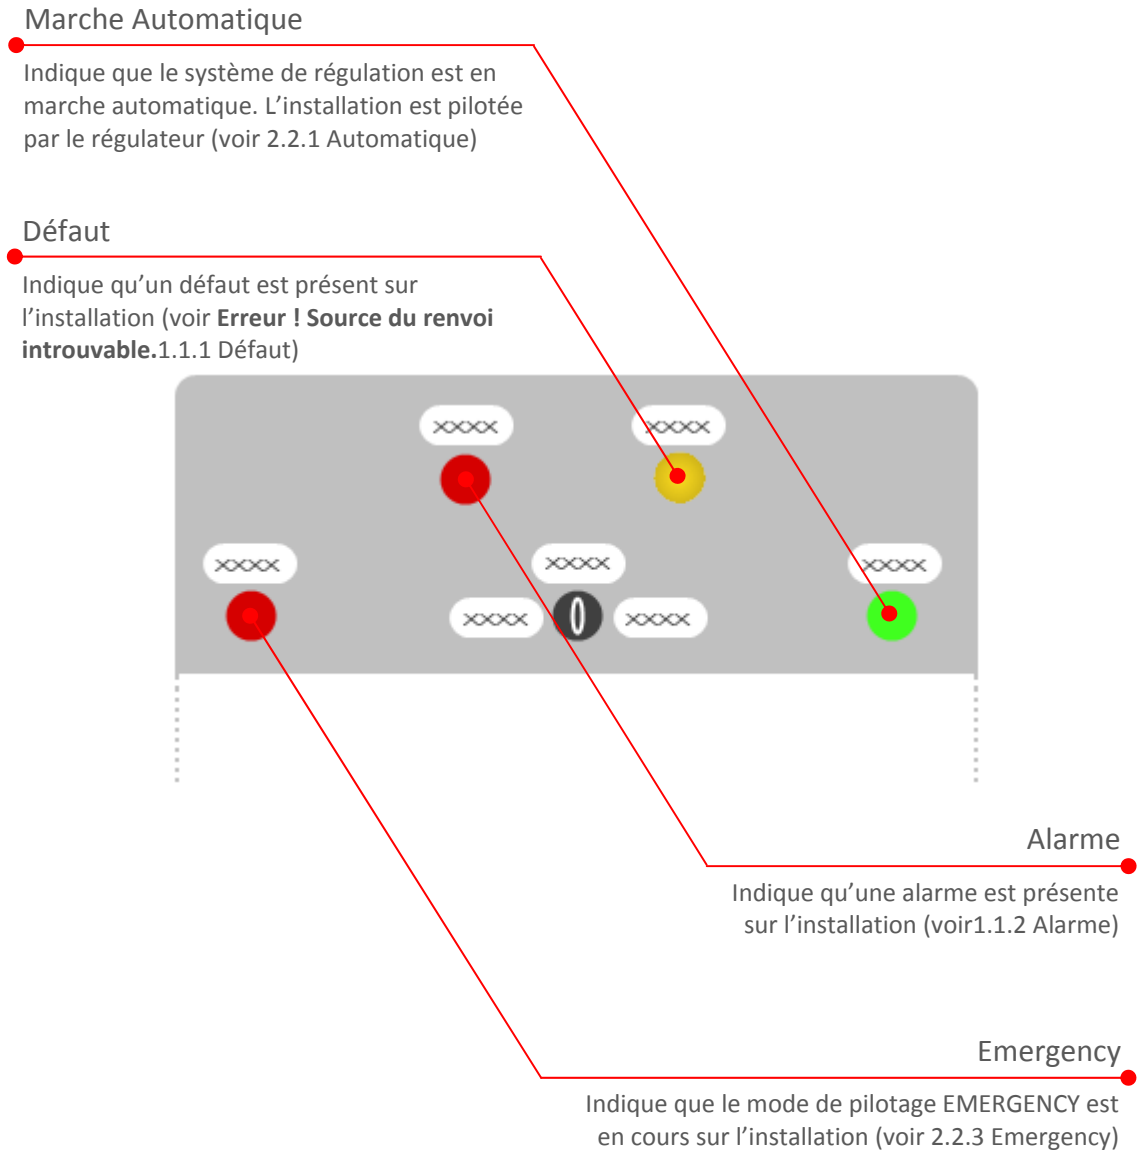 Marche Automatique
Indique que le système de régulation est en
marche automatique. L’installation est pilotée
par le régulateur (voir 2.2.1 Automatique)
Défaut
Indique qu’un défaut est présent sur
l’installation (voir Erreur ! Source du renvoi
introuvable.1.1.1 Défaut)
xxxx
xxxx
xxxx
xxxx
xxxx
xxxx
0
xxxx
Alarme
Indique qu’une alarme est présente
sur l’installation (voir1.1.2 Alarme)
Emergency
Indique que le mode de pilotage EMERGENCY est
en cours sur l’installation (voir 2.2.3 Emergency)